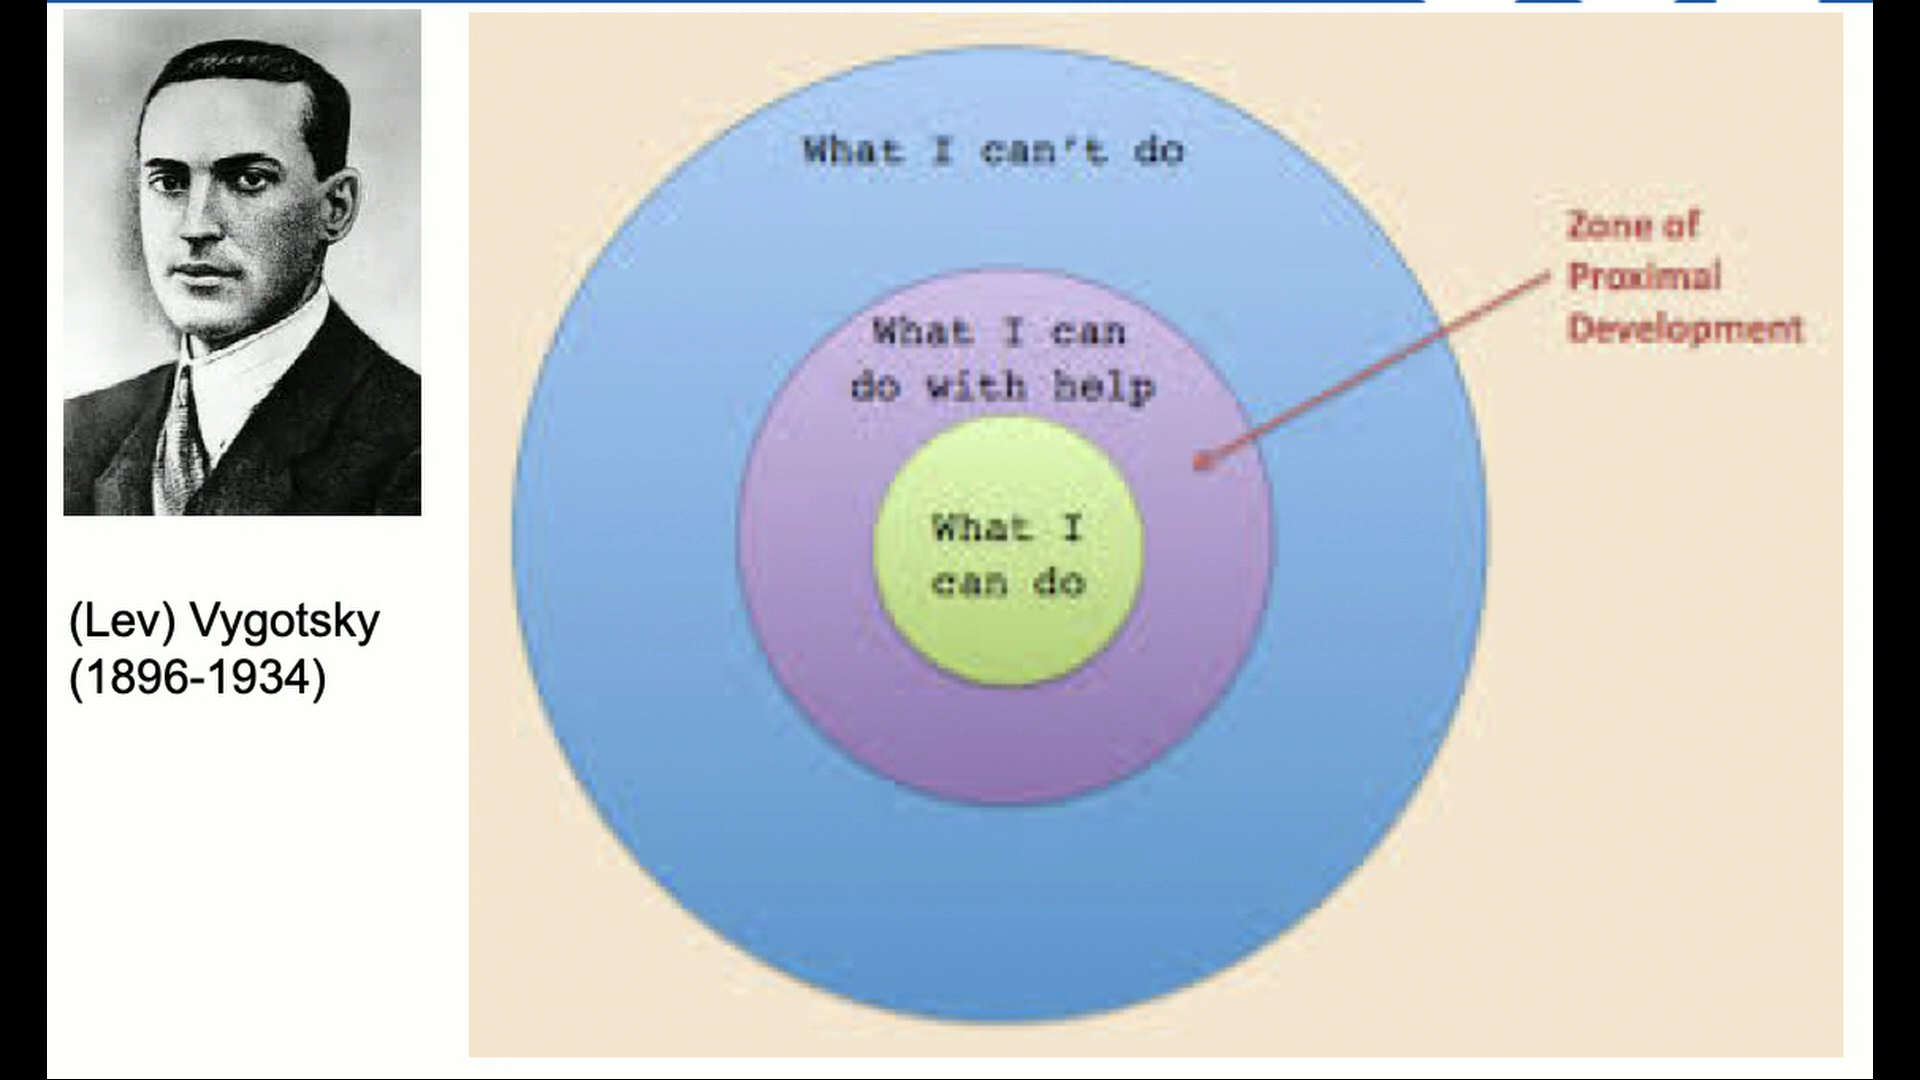 What I can't do
Zone of
Proximal
Development
What I can
do with help
What I
can do
(Lev) Vygotsky
(1896-1934)